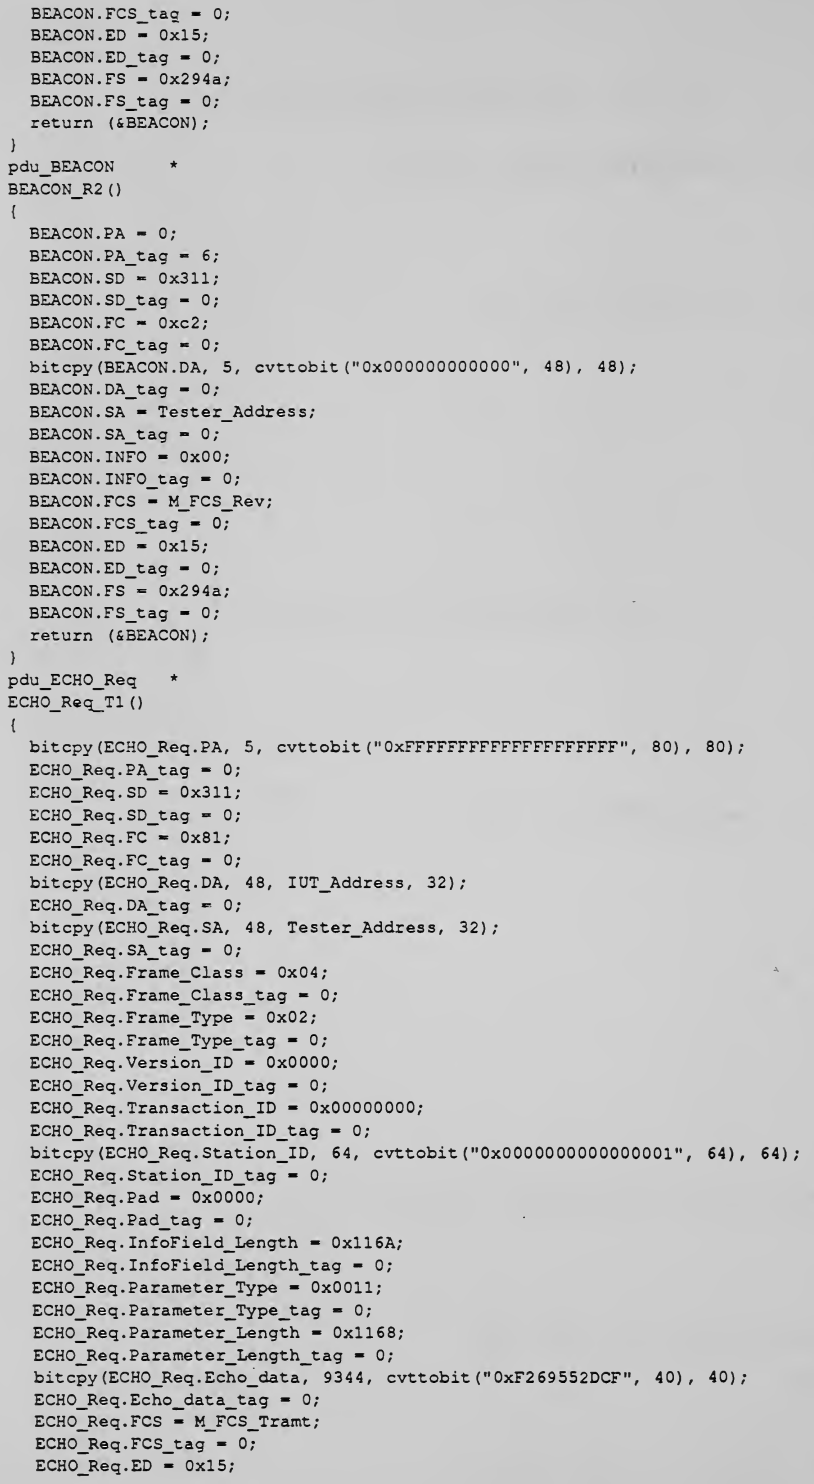 BEACON.FCS_tag = 0;
BEACON.ED = 0x15;
BEACON.ED_tag = 0;
BEACON.FS = 0x294a;
BEACON.FS_tag = 0;
return (&BEACON);
}
pdu_BEACON *
BEACON_R2()
{
BEACON.PA = 0;
BEACON.PA_tag = 6;
BEACON.SD = 0x311;
BEACON.SD_tag = 0;
BEACON.FC = 0xc2;
BEACON.FC_tag = 0;
bitcpy(BEACON.DA, 5, cvttobit("0x000000000000", 48), 48);
BEACON.DA_tag = 0;
BEACON.SA = Tester_Address;
BEACON.SA_tag = 0;
BEACON.INFO = 0x00;
BEACON.INFO_tag = 0;
BEACON.FCS = M_FCS_Rev;
BEACON.FCS_tag = 0;
BEACON.ED = 0x15;
BEACON.ED_tag = 0;
BEACON.FS = 0x294a;
BEACON.FS_tag = 0;
return (&BEACON);
}
pdu_ECHO_Req *
ECHO_Req_T1()
{
bitcpy(ECHO_Req.PA, 5, cvttobit("0xFFFFFFFFFFFFFFFFFFFF", 80), 80);
ECHO_Req.PA_tag = 0;
ECHO_Req.SD = 0x311;
ECHO_Req.SD_tag = 0;
ECHO_Req.FC = 0x81;
ECHO_Req.FC_tag = 0;
bitcpy(ECHO_Req.DA, 48, IUT_Address, 32);
ECHO_Req.DA_tag = 0;
bitcpy(ECHO_Req.SA, 48, Tester_Address, 32);
ECHO_Req.SA_tag = 0;
ECHO_Req.Frame_Class = 0x04;
ECHO_Req.Frame_Class_tag = 0;
ECHO_Req.Frame_Type = 0x02;
ECHO_Req.Frame_Type_tag = 0;
ECHO_Req.Version_ID = 0x0000;
ECHO_Req.Version_ID_tag = 0;
ECHO_Req.Transaction_ID = 0x00000000;
ECHO_Req.Transaction_ID_tag = 0;
bitcpy(ECHO_Req.Station_ID, 64, cvttobit("0x0000000000000001", 64), 64);
ECHO_Req.Station_ID_tag = 0;
ECHO_Req.Pad = 0x0000;
ECHO_Req.Pad_tag = 0;
ECHO_Req.InfoField_Length = 0x116A;
ECHO_Req.InfoField_Length_tag = 0;
ECHO_Req.Parameter_Type = 0x0011;
ECHO_Req.Parameter_Type_tag = 0;
ECHO_Req.Parameter_Length = 0x1168;
ECHO_Req.Parameter_Length_tag = 0;
bitcpy(ECHO_Req.Echo_data, 9344, cvttobit("0xF269552DCF", 40), 40);
ECHO_Req.Echo_data_tag = 0;
ECHO_Req.FCS = M_FCS_Tramt;
ECHO_Req.FCS_tag = 0;
ECHO_Req.ED = 0x15;